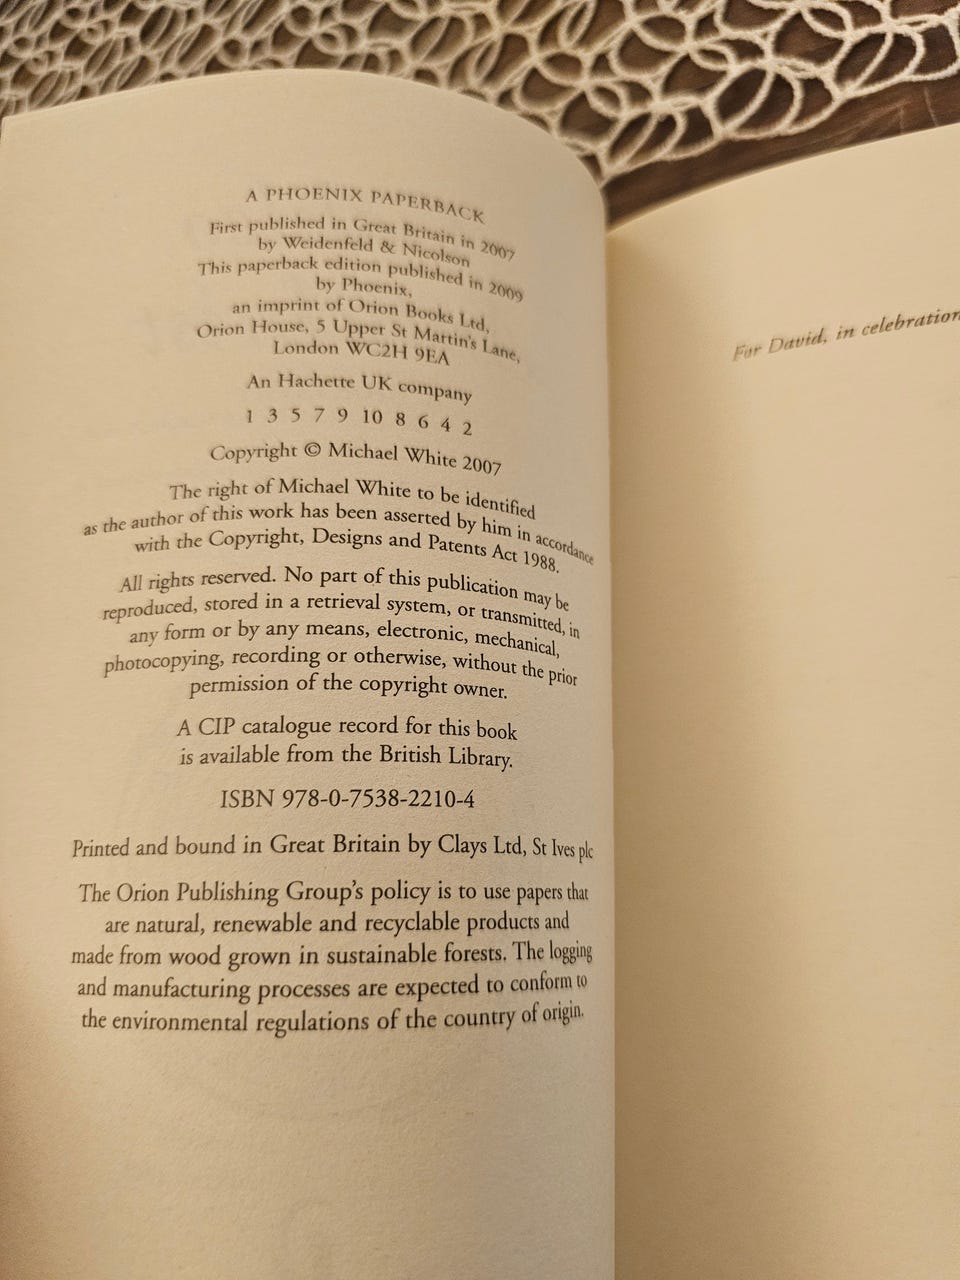 A PHOENIX PAPERBACK
First published in Great Britain in 2007
by Weidenfeld & Nicolson
This paperback edition published in 2009
by Phoenix,
an imprint of Orion Books Ltd,
Orion House, 5 Upper St Martin's Lane,
London WC2H 9EA
An Hachette UK company
1 3 5 7 9 10 8 6 4 2
Copyright © Michael White 2007
The right of Michael White to be identified
as the author of this work has been asserted by him in accordance
with the Copyright, Designs and Patents Act 1988.
All rights reserved. No part of this publication may be
reproduced, stored in a retrieval system, or transmitted, in
any form or by any means, electronic, mechanical,
photocopying, recording or otherwise, without the prior
permission of the copyright owner.
A CIP catalogue record for this book
is available from the British Library.
ISBN 978-0-7538-2210-4
Printed and bound in Great Britain by Clays Ltd, St Ives plc
The Orion Publishing Group's policy is to use papers that
are natural, renewable and recyclable products and
made from wood grown in sustainable forests. The logging
and manufacturing processes are expected to conform to
the environmental regulations of the country of origin.
For David, in celebration